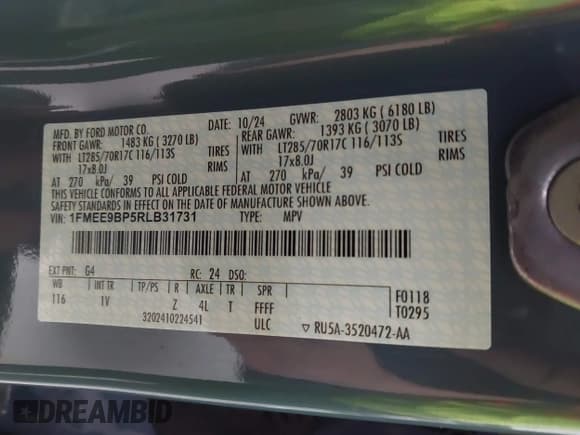 MFD. BY FORD MOTOR CO.
DATE: 10/24 GVWR: 2803 KG ( 6180 LB)
FRONT GAWR: 1483 KG ( 3270 LB) REAR GAWR: 1393 KG ( 3070 LB)
WITH LT285/70R17C 116/113S TIRES WITH LT285/70R17C 116/113S TIRES
17x8.0J RIMS 17x8.0J RIMS
AT 270 kPa/ 39 PSI COLD AT 270 kPa/ 39 PSI COLD
THIS VEHICLE CONFORMS TO ALL APPLICABLE FEDERAL MOTOR VEHICLE
SAFETY STANDARDS IN EFFECT ON THE DATE OF MANUFACTURE SHOWN ABOVE.
VIN: 1FMEE9BP5RLB31731 TYPE: MPV
EXT PNT: G4 RC: 24 DSO:
WB INT TR TP/PS R AXLE TR SPR
116 1V Z 4L T FFFF F0118
ULC T0295
3202410224541 RU5A-3520472-AA
DREAMBID